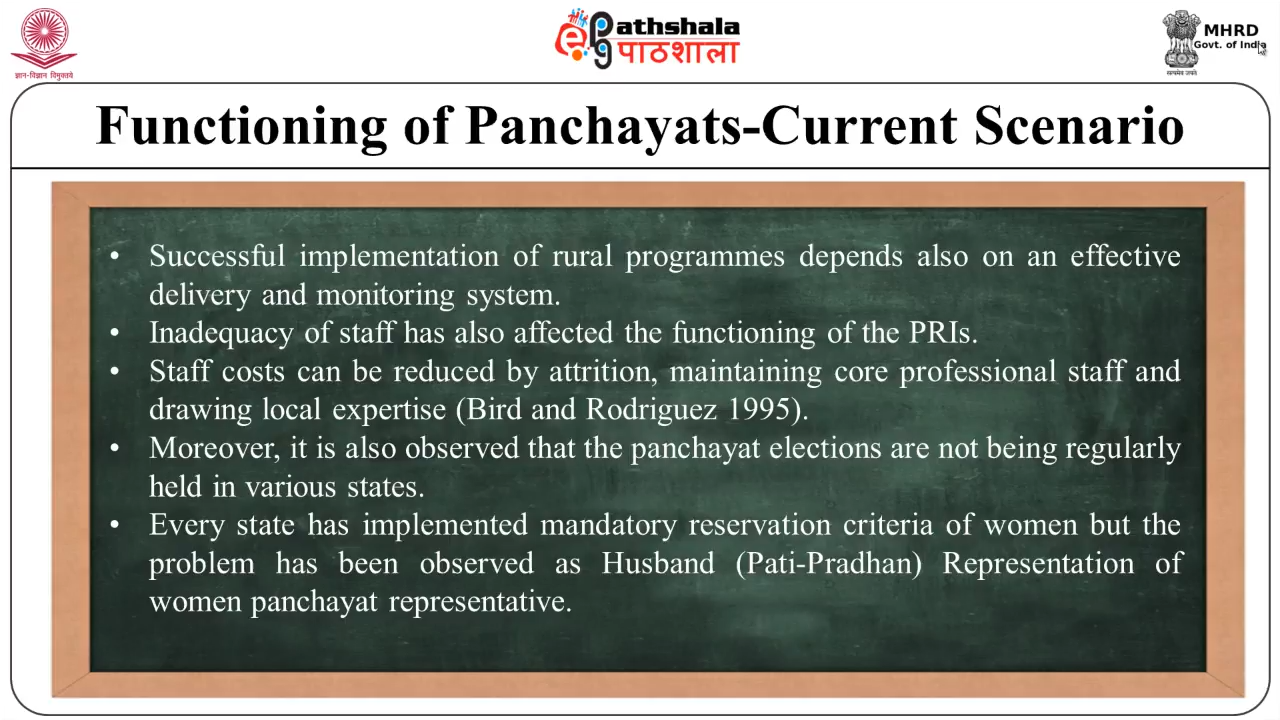 ज्ञान-विज्ञान विमुक्तये
ePathshala
पाठशाला
MHRD
Govt. of India
सत्यमेव जयते
Functioning of Panchayats-Current Scenario
• Successful implementation of rural programmes depends also on an effective
delivery and monitoring system.
• Inadequacy of staff has also affected the functioning of the PRIs.
• Staff costs can be reduced by attrition, maintaining core professional staff and
drawing local expertise (Bird and Rodriguez 1995).
• Moreover, it is also observed that the panchayat elections are not being regularly
held in various states.
• Every state has implemented mandatory reservation criteria of women but the
problem has been observed as Husband (Pati-Pradhan) Representation of
women panchayat representative.